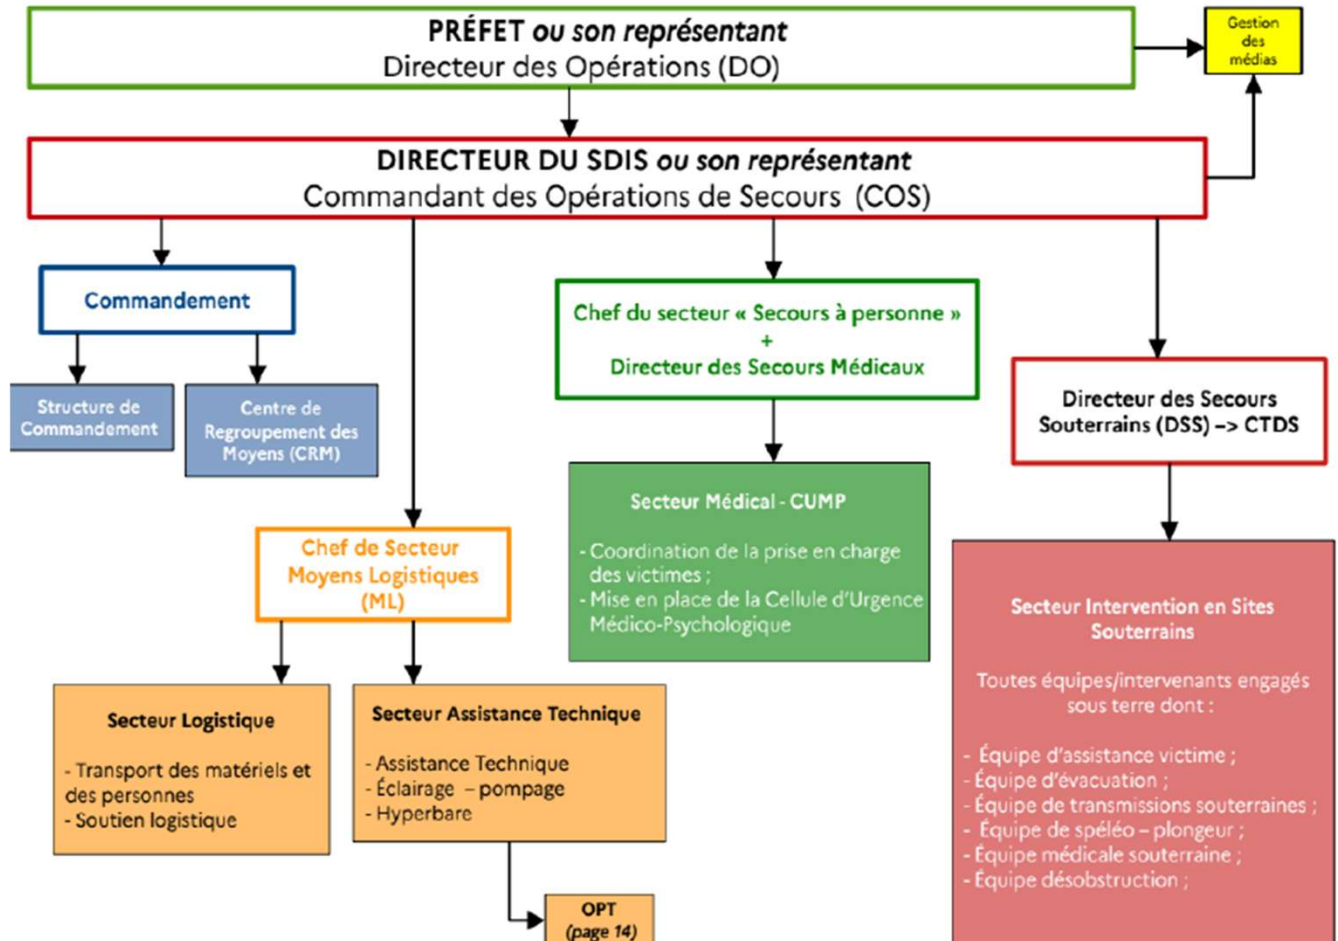 PRÉFET ou son représentant
Directeur des Opérations (DO)
Gestion
des
médias
DIRECTEUR DU SDIS ou son représentant
Commandant des Opérations de Secours (COS)
Commandement
Structure de
Commandement
Centre de
Regroupement des
Moyens (CRM)
Chef du secteur « Secours à personne »
+
Directeur des Secours Médicaux
Directeur des Secours
Souterrains (DSS) –> CTDS
Chef de Secteur
Moyens Logistiques
(ML)
Secteur Médical - CUMP
- Coordination de la prise en charge
des victimes ;
- Mise en place de la Cellule d'Urgence
Médico-Psychologique
Secteur Intervention en Sites
Souterrains
Toutes équipes/intervenants engagés
sous terre dont :
- Équipe d'assistance victime ;
- Équipe d'évacuation ;
- Équipe de transmissions souterraines ;
- Équipe de spéléo – plongeur ;
- Équipe médicale souterraine ;
- Équipe désobstruction ;
Secteur Logistique
- Transport des matériels et
des personnes
- Soutien logistique
Secteur Assistance Technique
- Assistance Technique
- Éclairage – pompage
- Hyperbare
OPT
(page 14)